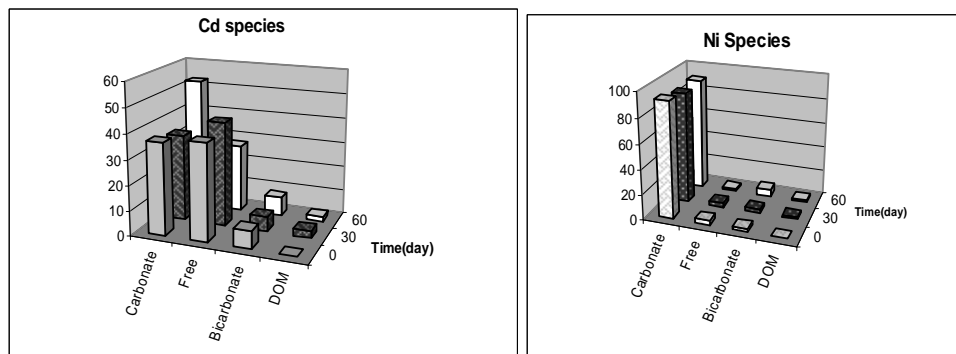 Cd species
60
50
40
30
20
10
0
Carbonate
Free
Bicarbonate
DOM
0
30
60
Time(day)
Ni Species
100
80
60
40
20
0
Carbonate
Free
Bicarbonate
DOM
0
30
60
Time(day)